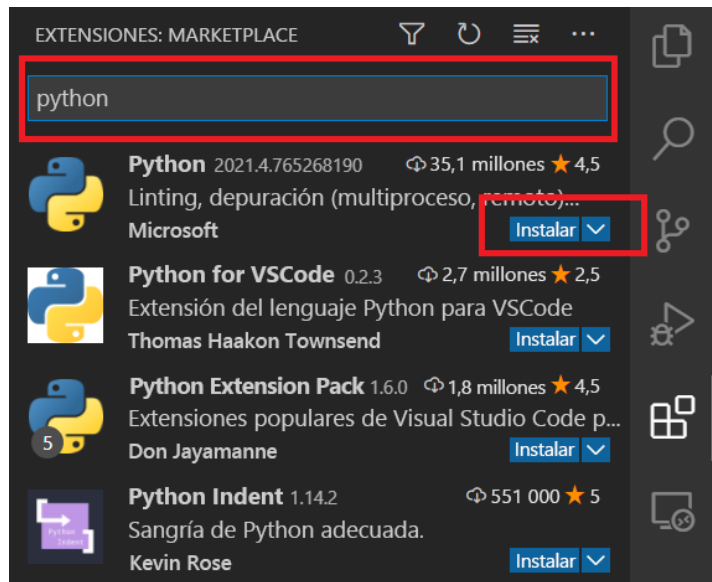 EXTENSIONES: MARKETPLACE
python
Python 2021.4.765268190 35,1 millones 4,5
Linting, depuración (multiproceso, remoto)...
Microsoft Instalar
Python for VSCode 0.2.3 2,7 millones 2,5
Extensión del lenguaje Python para VSCode
Thomas Haakon Townsend Instalar
Python Extension Pack 1.6.0 1,8 millones 4,5
Extensiones populares de Visual Studio Code p...
5
Don Jayamanne Instalar
Python Indent 1.14.2 551 000 5
Python
Indent
Sangría de Python adecuada.
Kevin Rose Instalar